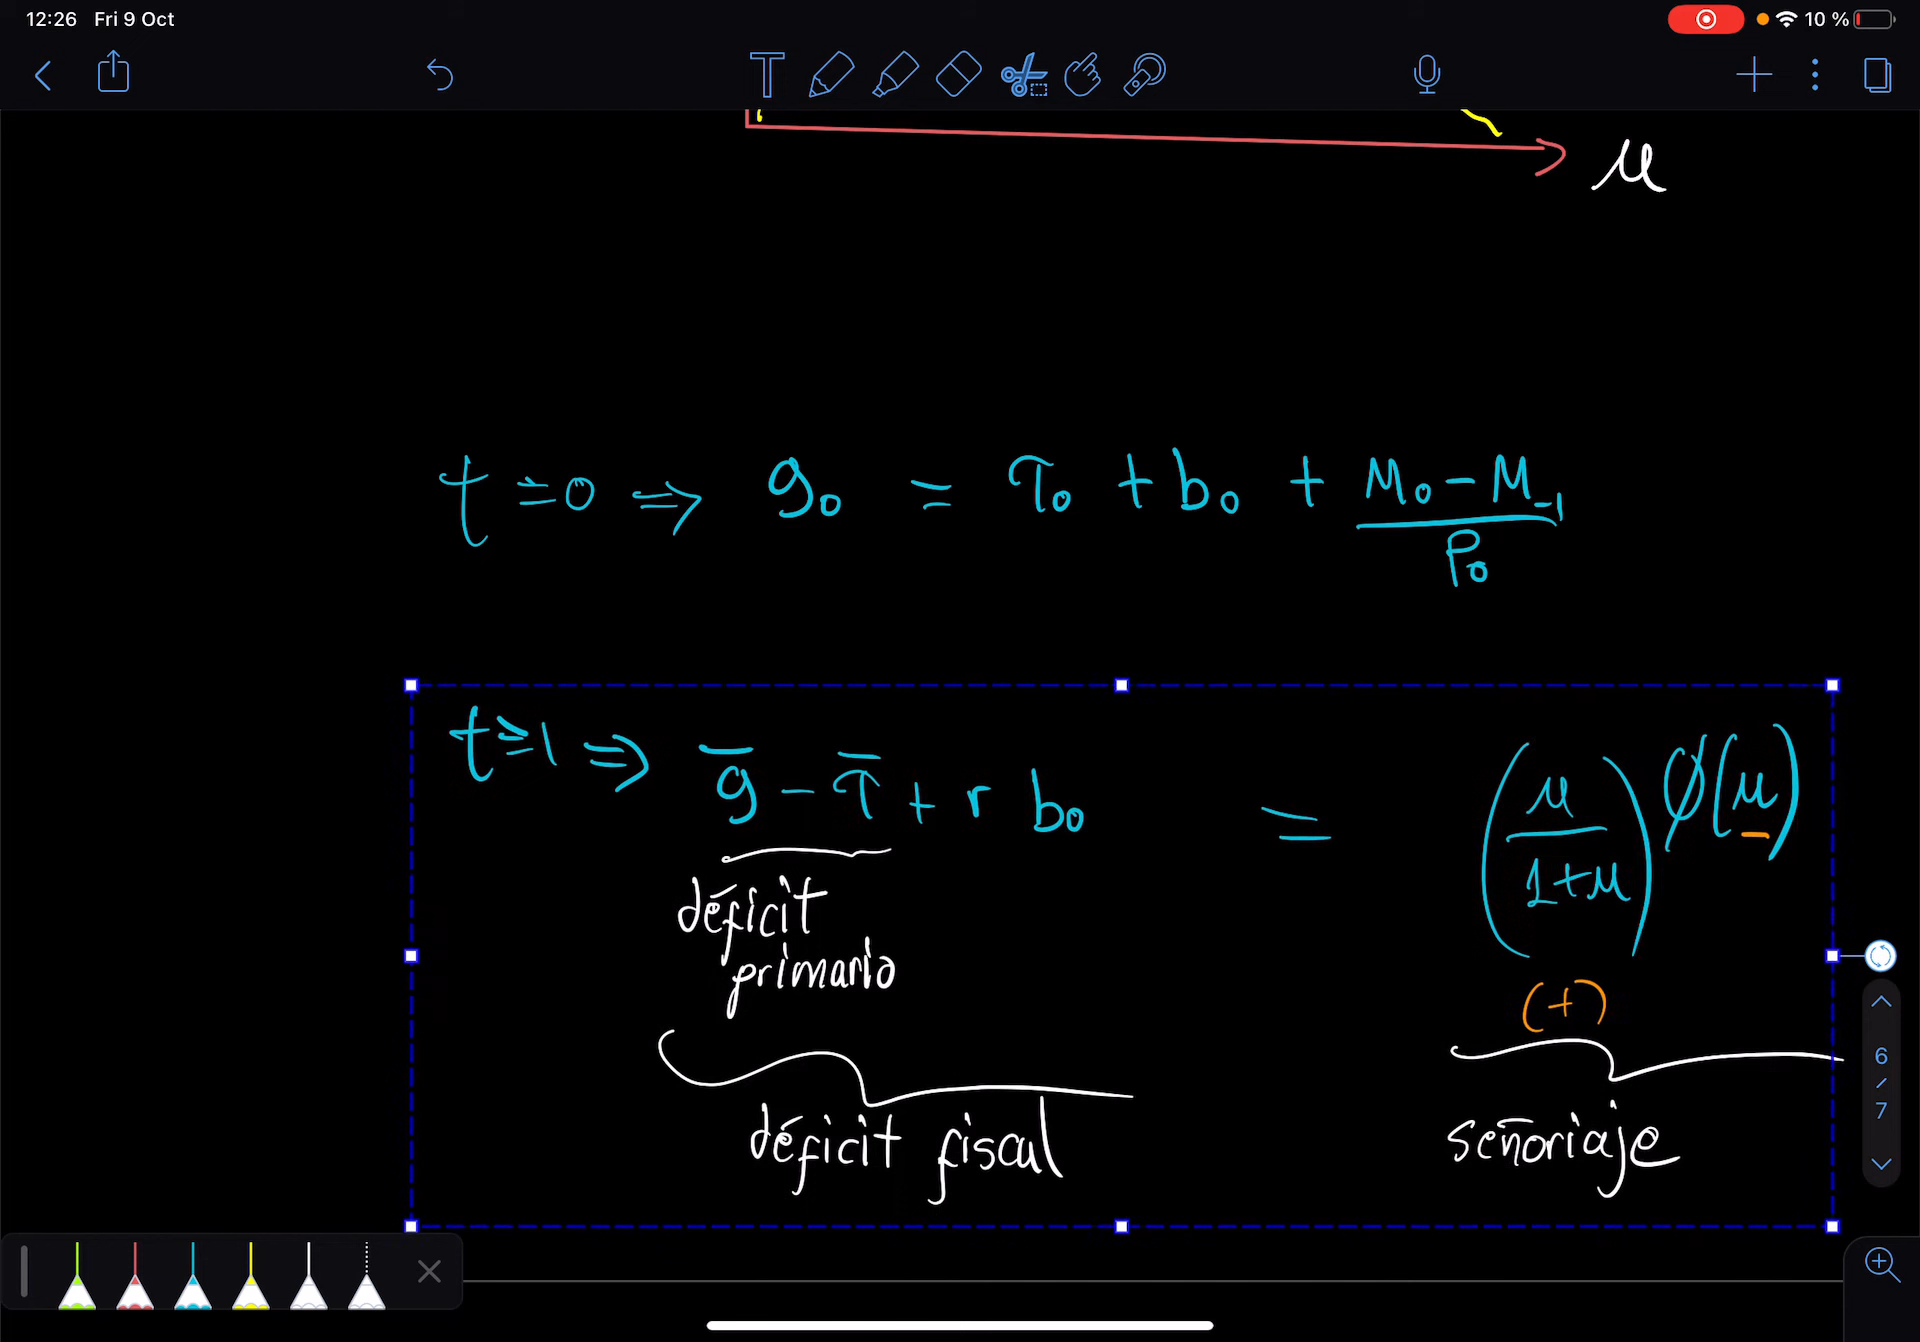 12:26 Fri 9 Oct 10 %
T
μ
t = 0 ⇒ g₀ = τ₀ + b₀ + (M₀ − M₋₁) / P₀
t ≥ 1 ⇒ g̅ − τ̅ + r b₀ = (μ / (1+μ)) ϕ(μ)
déficit
primario
(+)
déficit fiscal señoriaje
6
/
7